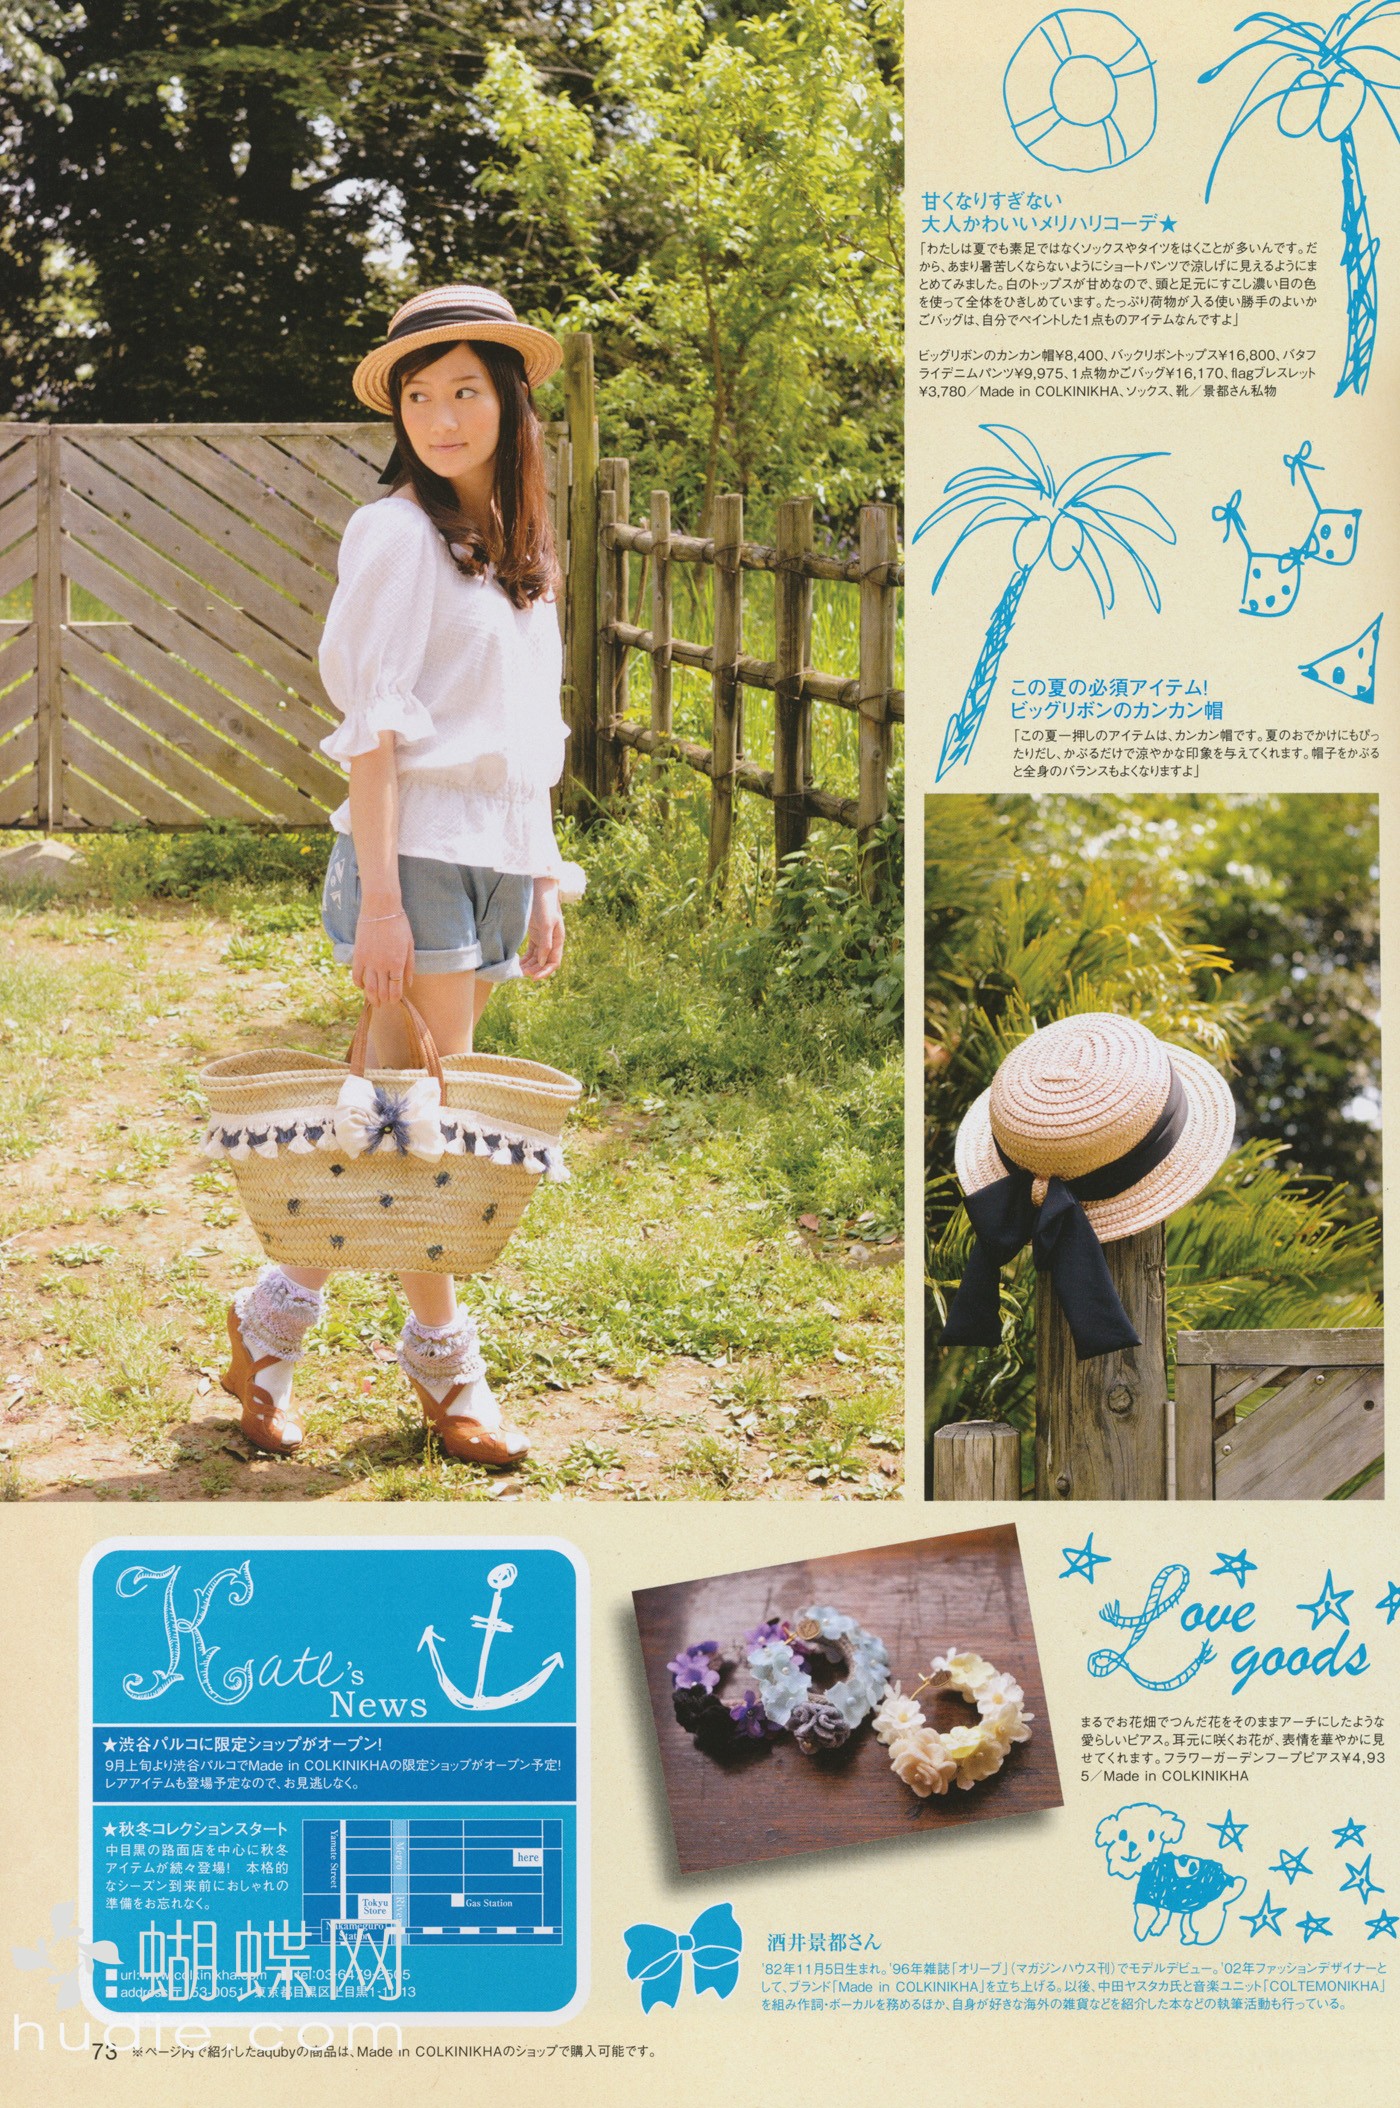 甘くなりすぎない
大人かわいいメリハリコーデ★
「わたしは夏でも素足ではなくソックスやタイツをはくことが多いんです。だ
から、あまり暑苦しくならないようにショートパンツで涼しげに見えるようにま
とめてみました。白のトップスが甘めなので、頭と足元にすこし濃い目の色
を使って全体をひきしめています。たっぷり荷物が入る使い勝手のよいか
ごバッグは、自分でペイントした1点ものアイテムなんですよ」
ビッグリボンのカンカン帽¥8,400、バックリボントップス¥16,800、バタフ
ライデニムパンツ¥9,975、1点物かごバッグ¥16,170、flagブレスレット
¥3,780／Made in COLKINIKHA、ソックス、靴／景都さん私物
この夏の必須アイテム!
ビッグリボンのカンカン帽
「この夏一押しのアイテムは、カンカン帽です。夏のおでかけにもぴっ
たりだし、かぶるだけで涼やかな印象を与えてくれます。帽子をかぶる
と全身のバランスもよくなりますよ」
Kate's
News
★渋谷パルコに限定ショップがオープン!
9月上旬より渋谷パルコでMade in COLKINIKHAの限定ショップがオープン予定!
レアアイテムも登場予定なので、お見逃しなく。
★秋冬コレクションスタート
中目黒の路面店を中心に秋冬
アイテムが続々登場!　本格的
なシーズン到来前におしゃれの
準備をお忘れなく。
Yamate Street
Megro
River
here
Tokyu
Store
Gas Station
Nakameguro
Station
■url:www.colkinikha.com ■tel:03-6479-2505
■address:〒153-0051 東京都目黒区上目黒1-11-13
Love
goods
まるでお花畑でつんだ花をそのままアーチにしたような
愛らしいピアス。耳元に咲くお花が、表情を華やかに見
せてくれます。フラワーガーデンフープピアス¥4,93
5／Made in COLKINIKHA
酒井景都さん
'82年11月5日生まれ。'96年雑誌「オリーブ」（マガジンハウス刊）でモデルデビュー。'02年ファッションデザイナーと
して、ブランド「Made in COLKINIKHA」を立ち上げる。以後、中田ヤスタカ氏と音楽ユニット「COLTEMONIKHA」
を組み作詞・ボーカルを務めるほか、自身が好きな海外の雑貨などを紹介した本などの執筆活動も行っている。
蝴蝶网
hudie.com
73 ※ページ内で紹介したaqubyの商品は、Made in COLKINIKHAのショップで購入可能です。